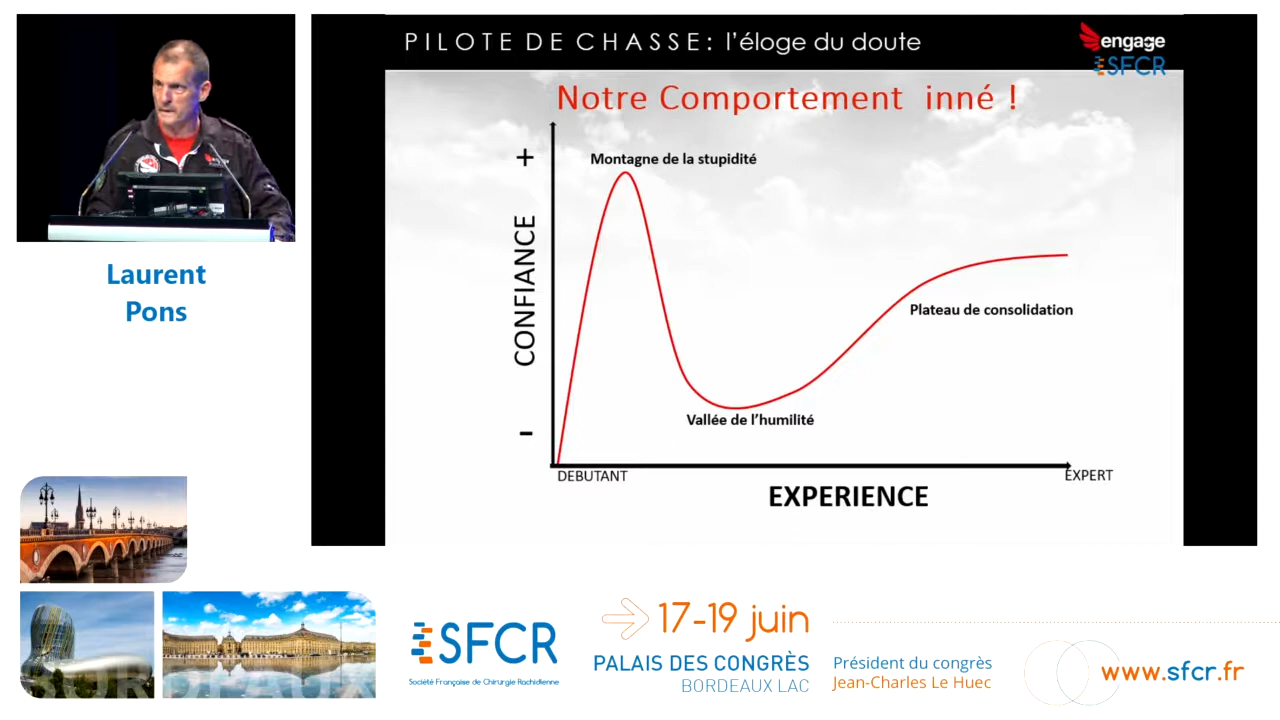 PILOTE DE CHASSE: l'éloge du doute
engage
SFCR
Notre Comportement inné !
+
Montagne de la stupidité
CONFIANCE
Plateau de consolidation
Vallée de l'humilité
-
DEBUTANT
EXPERT
EXPERIENCE
Laurent
Pons
BORDEAUX
SFCR
Société Française de Chirurgie Rachidienne
17-19 juin
PALAIS DES CONGRÈS
BORDEAUX LAC
Président du congrès
Jean-Charles Le Huec
www.sfcr.fr